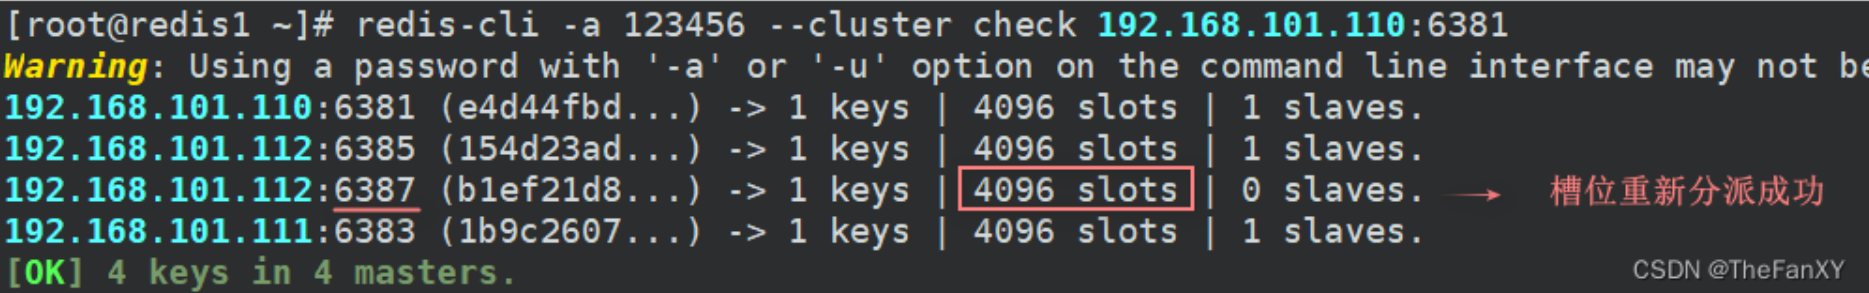 [root@redis1 ~]# redis-cli -a 123456 --cluster check 192.168.101.110:6381
Warning: Using a password with '-a' or '-u' option on the command line interface may not be
192.168.101.110:6381 (e4d44fbd...) -> 1 keys | 4096 slots | 1 slaves.
192.168.101.112:6385 (154d23ad...) -> 1 keys | 4096 slots | 1 slaves.
192.168.101.112:6387 (b1ef21d8...) -> 1 keys | 4096 slots | 0 slaves. → 槽位重新分派成功
192.168.101.111:6383 (1b9c2607...) -> 1 keys | 4096 slots | 1 slaves.
[OK] 4 keys in 4 masters.
CSDN @TheFanXY